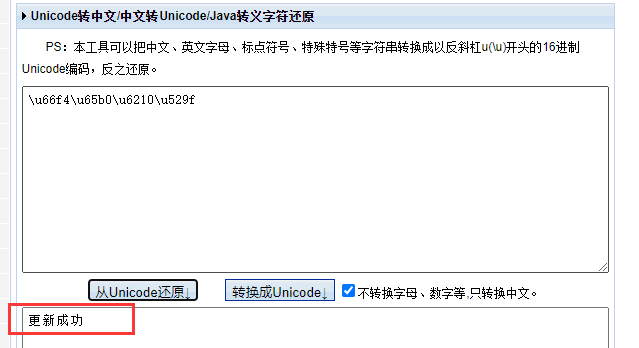 Unicode转中文/中文转Unicode/Java转义字符还原
PS：本工具可以把中文、英文字母、标点符号、特殊特号等字符串转换成以反斜杠u(\u)开头的16进制
Unicode编码，反之还原。
\u66f4\u65b0\u6210\u529f
从Unicode还原↓ 转换成Unicode↓ 不转换字母、数字等,只转换中文。
更新成功